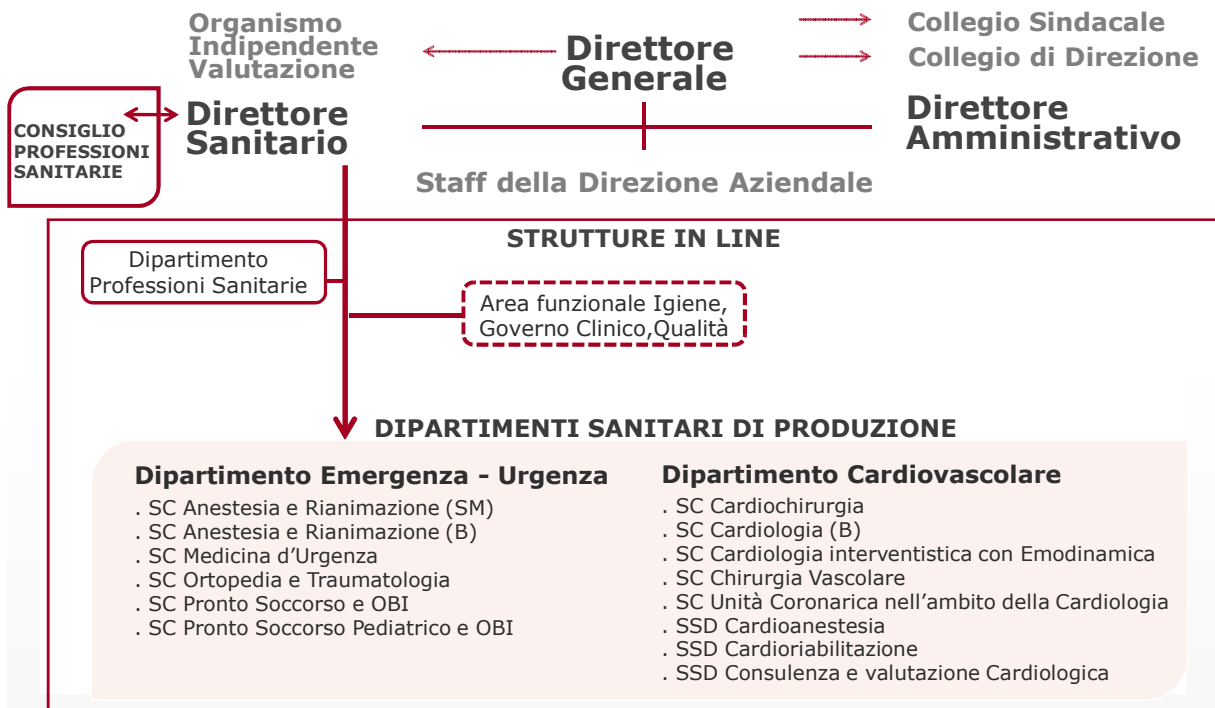 Organismo
Indipendente
Valutazione
Direttore
Generale
Collegio Sindacale
Collegio di Direzione
CONSIGLIO
PROFESSIONI
SANITARIE
Direttore
Sanitario
Direttore
Amministrativo
Staff della Direzione Aziendale
STRUTTURE IN LINE
Dipartimento
Professioni Sanitarie
Area funzionale Igiene,
Governo Clinico,Qualità
DIPARTIMENTI SANITARI DI PRODUZIONE
Dipartimento Emergenza - Urgenza
. SC Anestesia e Rianimazione (SM)
. SC Anestesia e Rianimazione (B)
. SC Medicina d'Urgenza
. SC Ortopedia e Traumatologia
. SC Pronto Soccorso e OBI
. SC Pronto Soccorso Pediatrico e OBI
Dipartimento Cardiovascolare
. SC Cardiochirurgia
. SC Cardiologia (B)
. SC Cardiologia interventistica con Emodinamica
. SC Chirurgia Vascolare
. SC Unità Coronarica nell'ambito della Cardiologia
. SSD Cardioanestesia
. SSD Cardioriabilitazione
. SSD Consulenza e valutazione Cardiologica